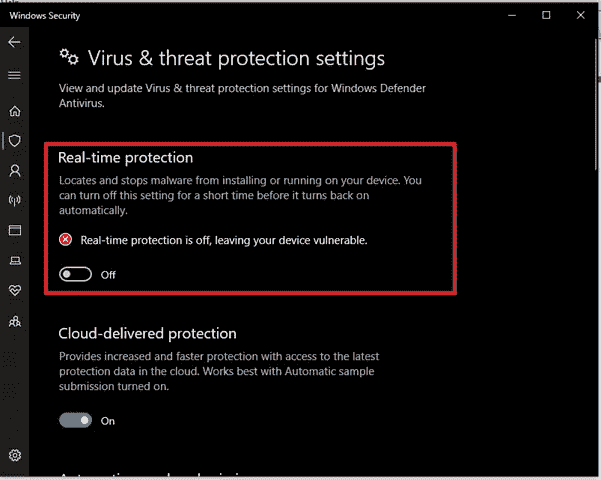 Windows Security
Virus & threat protection settings
View and update Virus & threat protection settings for Windows Defender
Antivirus.
Real-time protection
Locates and stops malware from installing or running on your device. You
can turn off this setting for a short time before it turns back on
automatically.
Real-time protection is off, leaving your device vulnerable.
Off
Cloud-delivered protection
Provides increased and faster protection with access to the latest
protection data in the cloud. Works best with Automatic sample
submission turned on.
On